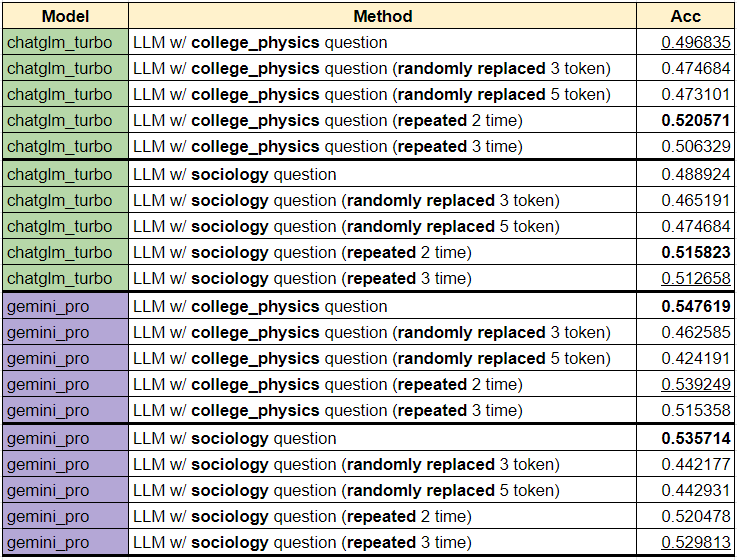 Model Method Acc
chatglm_turbo LLM w/ college_physics question 0.496835
chatglm_turbo LLM w/ college_physics question (randomly replaced 3 token) 0.474684
chatglm_turbo LLM w/ college_physics question (randomly replaced 5 token) 0.473101
chatglm_turbo LLM w/ college_physics question (repeated 2 time) 0.520571
chatglm_turbo LLM w/ college_physics question (repeated 3 time) 0.506329
chatglm_turbo LLM w/ sociology question 0.488924
chatglm_turbo LLM w/ sociology question (randomly replaced 3 token) 0.465191
chatglm_turbo LLM w/ sociology question (randomly replaced 5 token) 0.474684
chatglm_turbo LLM w/ sociology question (repeated 2 time) 0.515823
chatglm_turbo LLM w/ sociology question (repeated 3 time) 0.512658
gemini_pro LLM w/ college_physics question 0.547619
gemini_pro LLM w/ college_physics question (randomly replaced 3 token) 0.462585
gemini_pro LLM w/ college_physics question (randomly replaced 5 token) 0.424191
gemini_pro LLM w/ college_physics question (repeated 2 time) 0.539249
gemini_pro LLM w/ college_physics question (repeated 3 time) 0.515358
gemini_pro LLM w/ sociology question 0.535714
gemini_pro LLM w/ sociology question (randomly replaced 3 token) 0.442177
gemini_pro LLM w/ sociology question (randomly replaced 5 token) 0.442931
gemini_pro LLM w/ sociology question (repeated 2 time) 0.520478
gemini_pro LLM w/ sociology question (repeated 3 time) 0.529813